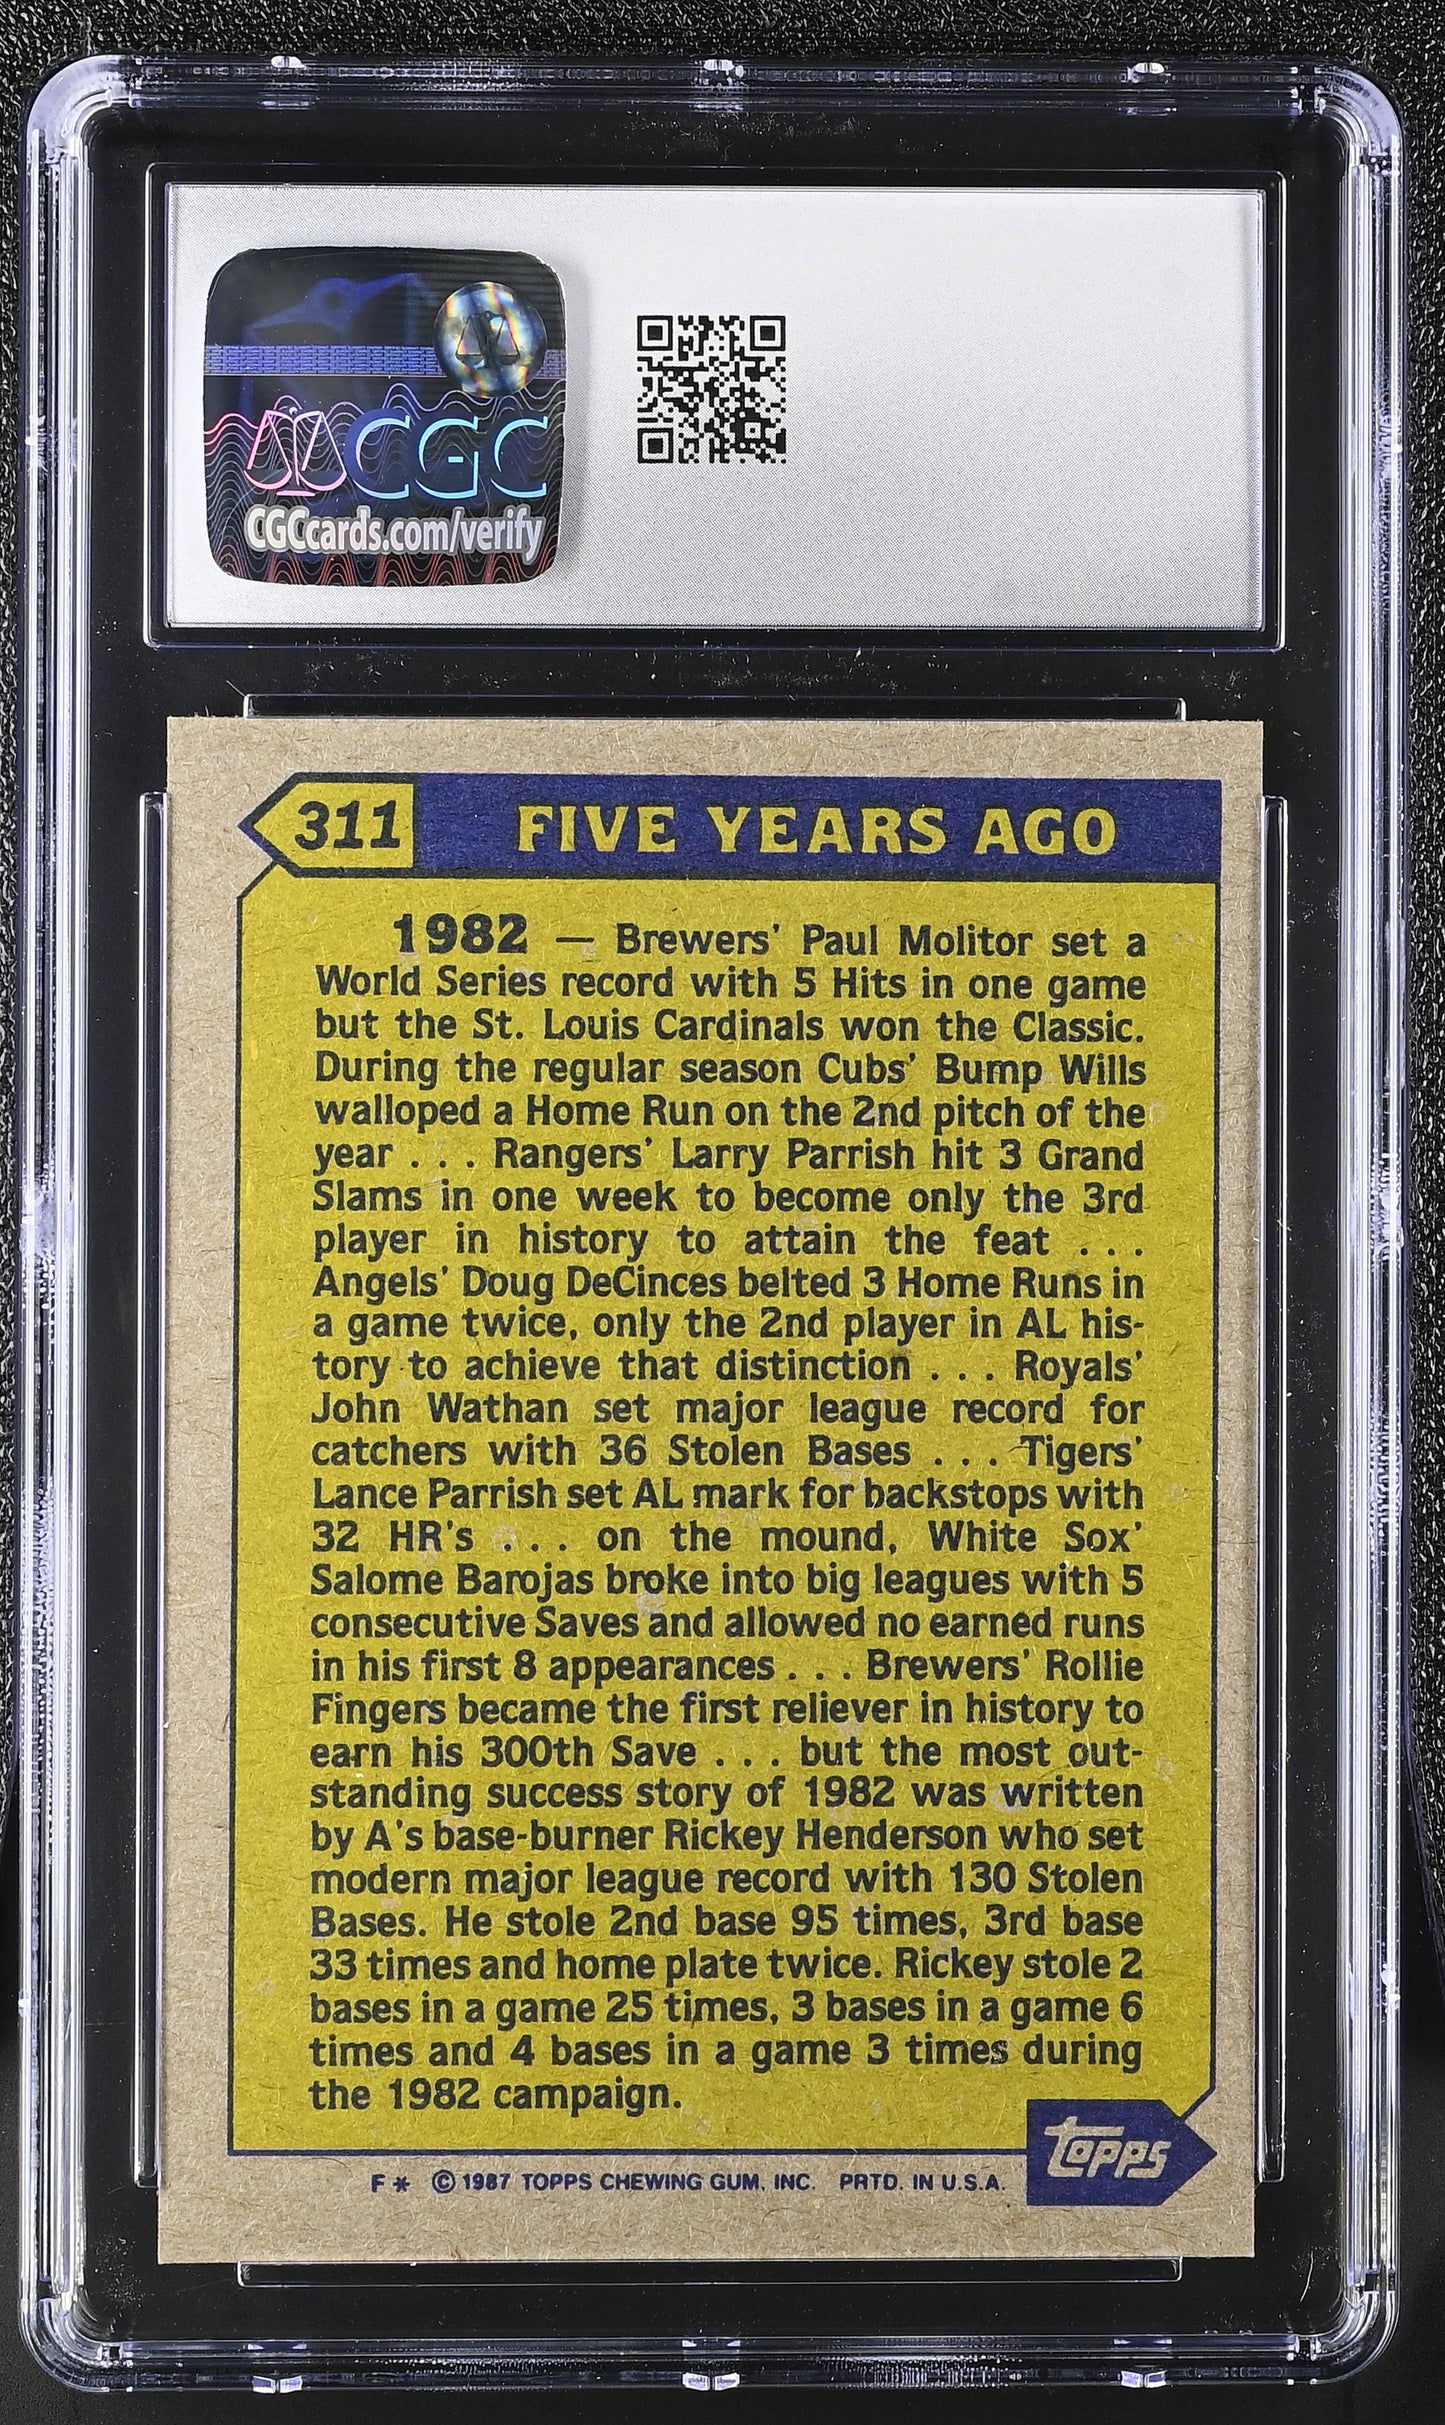 CGC
CGCcards.com/verify
311 FIVE YEARS AGO
1982 — Brewers' Paul Molitor set a
World Series record with 5 Hits in one game
but the St. Louis Cardinals won the Classic.
During the regular season Cubs' Bump Wills
walloped a Home Run on the 2nd pitch of the
year . . . Rangers' Larry Parrish hit 3 Grand
Slams in one week to become only the 3rd
player in history to attain the feat . . .
Angels' Doug DeCinces belted 3 Home Runs in
a game twice, only the 2nd player in AL his-
tory to achieve that distinction . . . Royals'
John Wathan set major league record for
catchers with 36 Stolen Bases . . . Tigers'
Lance Parrish set AL mark for backstops with
32 HR's . . . on the mound, White Sox'
Salome Barojas broke into big leagues with 5
consecutive Saves and allowed no earned runs
in his first 8 appearances . . . Brewers' Rollie
Fingers became the first reliever in history to
earn his 300th Save . . . but the most out-
standing success story of 1982 was written
by A's base-burner Rickey Henderson who set
modern major league record with 130 Stolen
Bases. He stole 2nd base 95 times, 3rd base
33 times and home plate twice. Rickey stole 2
bases in a game 25 times, 3 bases in a game 6
times and 4 bases in a game 3 times during
the 1982 campaign.
topps
F * © 1987 TOPPS CHEWING GUM, INC. PRTD. IN U.S.A.